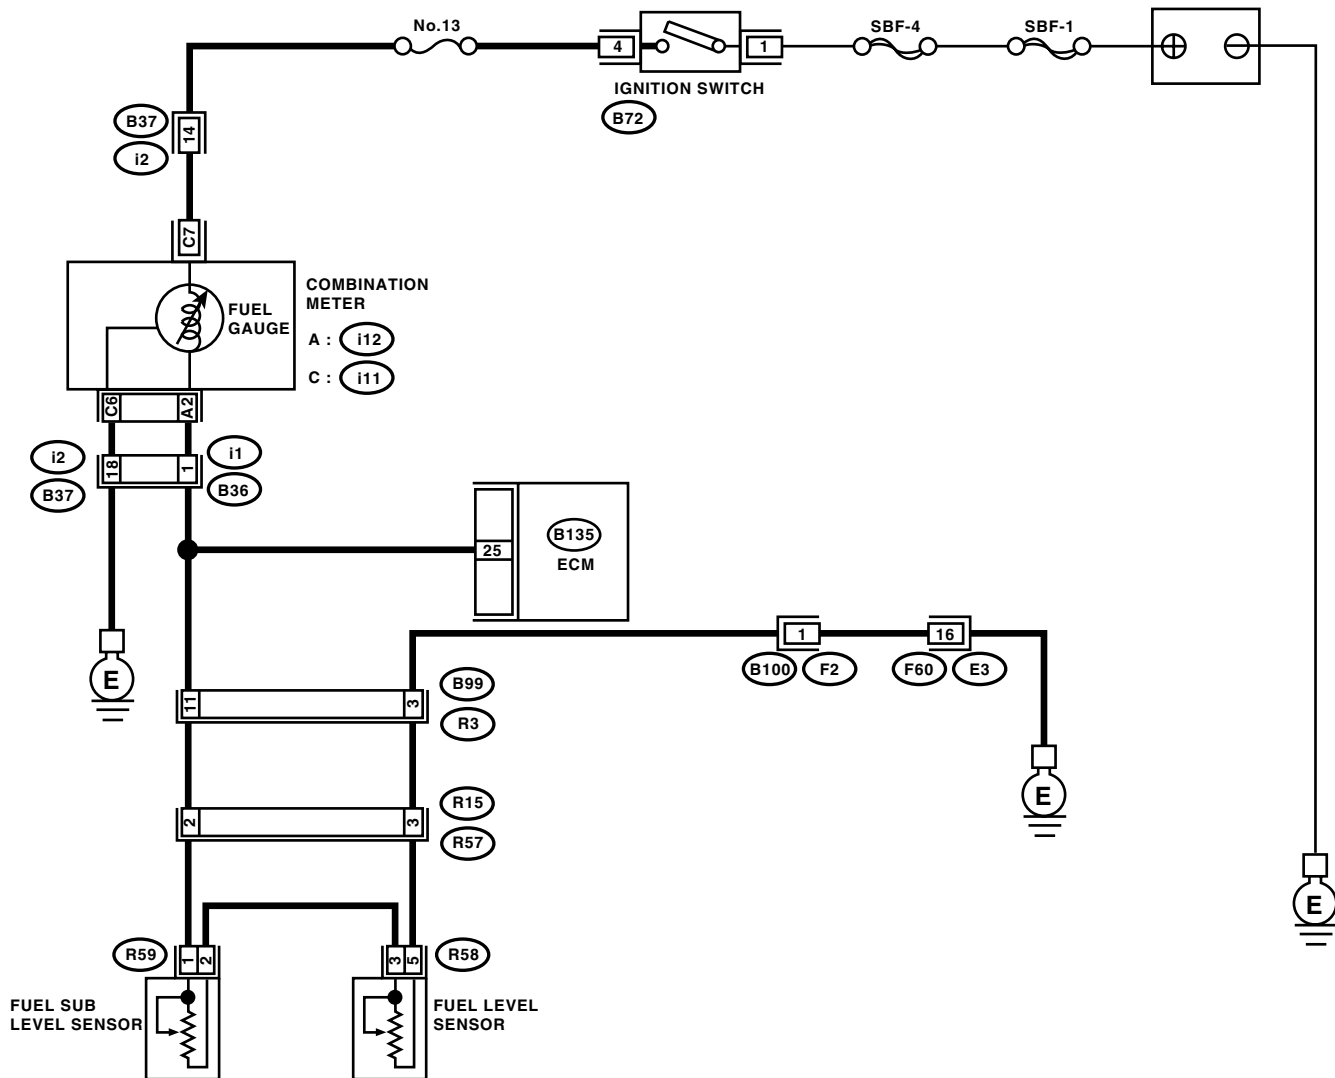 No.13
SBF-4
SBF-1
4
1
IGNITION SWITCH
B72
B37
14
i2
C7
COMBINATION
METER
FUEL
GAUGE
A : i12
C : i11
C6
A2
i2
18
1
i1
B37
B36
B135
25
ECM
1
16
B100
F2
F60
E3
E
11
3
B99
R3
E
2
3
R15
R57
E
R59
1
2
3
5
R58
FUEL SUB
LEVEL SENSOR
FUEL LEVEL
SENSOR